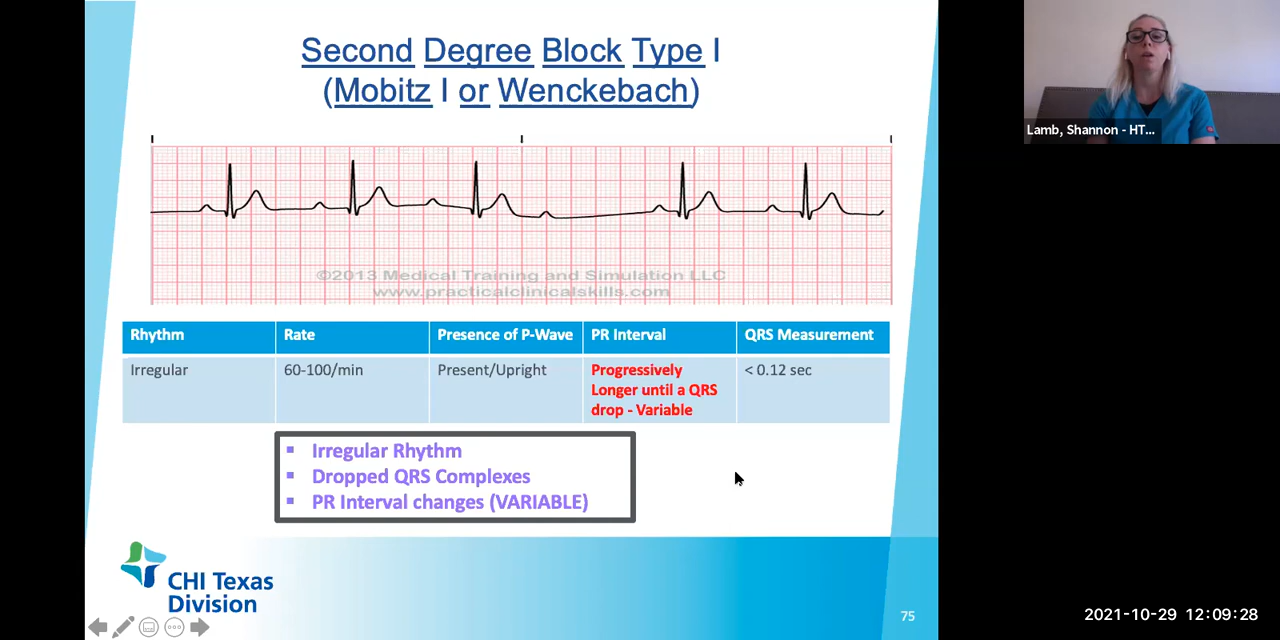 Second Degree Block Type I
(Mobitz I or Wenckebach)
©2013 Medical Training and Simulation LLC
www.practicalclinicalskills.com
Rhythm Rate Presence of P-Wave PR Interval QRS Measurement
Irregular 60-100/min Present/Upright Progressively < 0.12 sec
Longer until a QRS
drop - Variable
▪ Irregular Rhythm
▪ Dropped QRS Complexes
▪ PR Interval changes (VARIABLE)
CHI Texas
Division
75
Lamb, Shannon - HT...
2021-10-29 12:09:28